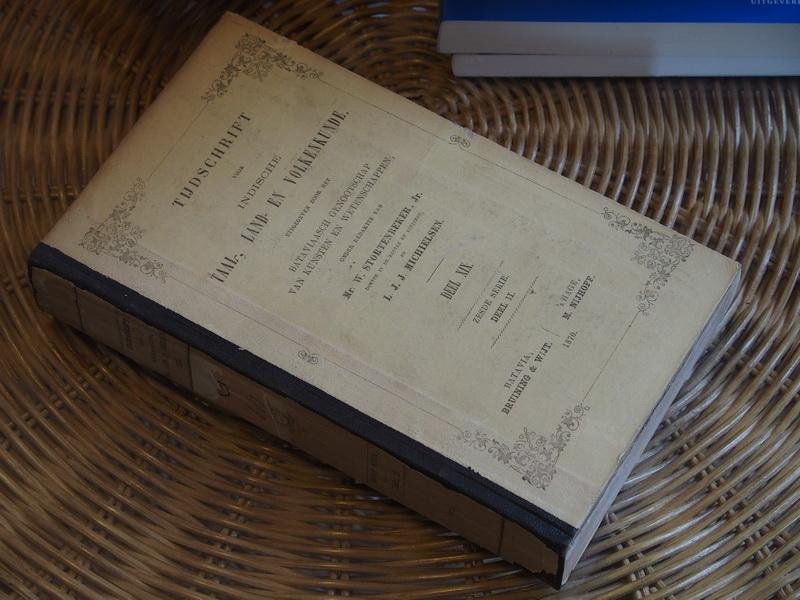 TIJDSCHRIFT
VOOR
INDISCHE
TAAL-, LAND- EN VOLKENKUNDE.
UITGEGEVEN DOOR HET
BATAVIAASCH GENOOTSCHAP
VAN KUNSTEN EN WETENSCHAPPEN,
ONDER REDAKTIE VAN
Mr. W. STORTENBEKER, Jr.
EN
L. J. J. MICHIELSEN.
DEEL XIX.
ZESDE SERIE.
DEEL II.
BATAVIA,
BRUINING & WIJT.
's HAGE,
M. NIJHOFF.
1870.